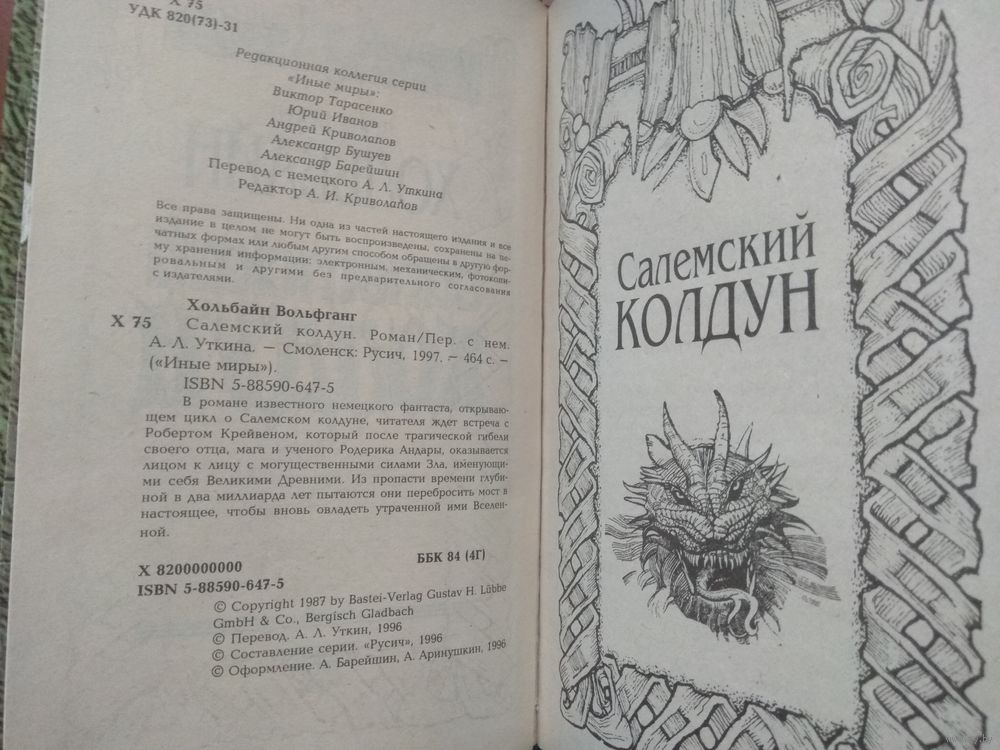 Х 75
УДК 820(73)-31
Редакционная коллегия серии
«Иные миры»:
Виктор Тарасенко
Юрий Иванов
Андрей Криволапов
Александр Бушуев
Александр Барейшин
Перевод с немецкого А. Л. Уткина
Редактор А. И. Криволапов
Все права защищены. Ни одна из частей настоящего издания и все
издание в целом не могут быть воспроизведены, сохранены на пе-
чатных формах или любым другим способом обращены в другую фор-
му хранения информации: электронным, механическим, фотокопи-
ровальным и другими без предварительного согласования
с издателями.
Хольбайн Вольфганг
Х 75 Салемский колдун. Роман/Пер. с нем.
А. Л. Уткина. — Смоленск: Русич, 1997. — 464 с. —
(«Иные миры»).
ISBN 5-88590-647-5
В романе известного немецкого фантаста, открываю-
щем цикл о Салемском колдуне, читателя ждет встреча с
Робертом Крейвеном, который после трагической гибели
своего отца, мага и ученого Родерика Андары, оказывается
лицом к лицу с могущественными силами Зла, именующи-
ми себя Великими Древними. Из пропасти времени глуби-
ной в два миллиарда лет пытаются они перебросить мост в
настоящее, чтобы вновь овладеть утраченной ими Вселен-
ной.
Х 8200000000
ББК 84 (4Г)
ISBN 5-88590-647-5
© Copyright 1987 by Bastei-Verlag Gustav H. Lübbe
GmbH & Co., Bergisch Gladbach
© Перевод. А. Л. Уткин, 1996
© Составление серии. «Русич», 1996
© Оформление. А. Барейшин, А. Аринушкин, 1996
Салемский
КОЛДУН